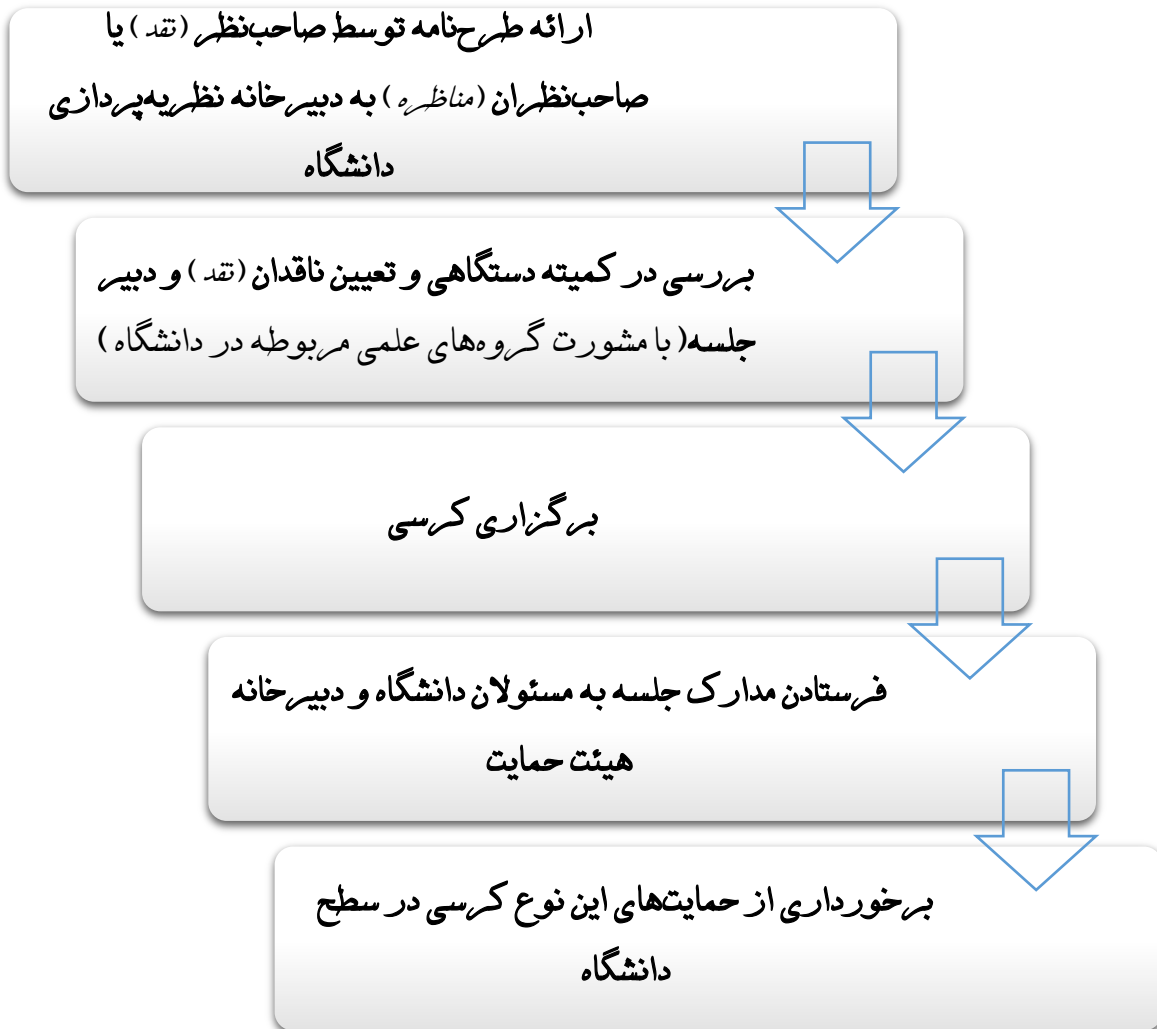 ارائه طرح‌نامه توسط صاحب‌نظر (نقد) یا
صاحب‌نظران (مناظره) به دبیرخانه نظریه‌پردازی
دانشگاه
بررسی در کمیته دستگاهی و تعیین ناقدان (نقد) و دبیر
جلسه( با مشورت گروه‌های علمی مربوطه در دانشگاه)
برگزاری کرسی
فرستادن مدارک جلسه به مسئولان دانشگاه و دبیرخانه
هیئت حمایت
برخورداری از حمایت‌های این نوع کرسی در سطح
دانشگاه